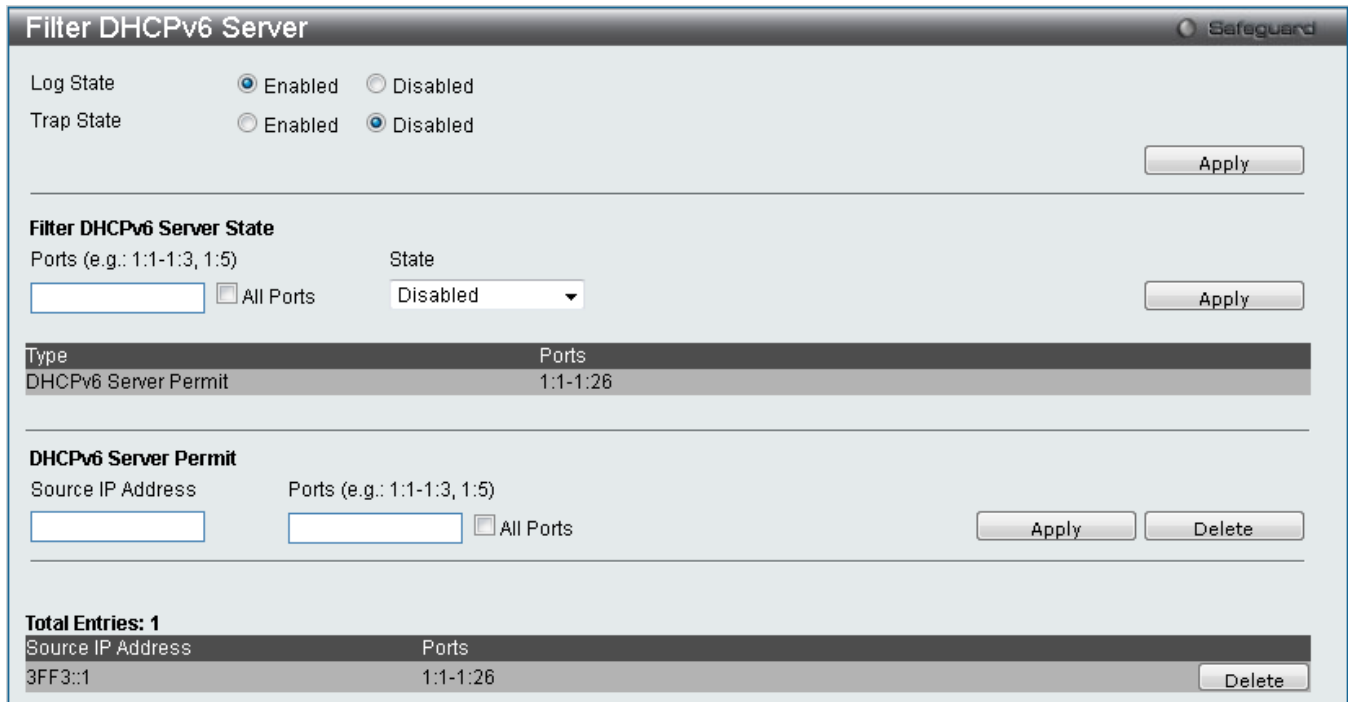 Filter DHCPv6 Server Safeguard
Log State Enabled Disabled
Trap State Enabled Disabled
Apply
Filter DHCPv6 Server State
Ports (e.g.: 1:1-1:3, 1:5) State
All Ports Disabled Apply
Type Ports
DHCPv6 Server Permit 1:1-1:26
DHCPv6 Server Permit
Source IP Address Ports (e.g.: 1:1-1:3, 1:5)
All Ports Apply Delete
Total Entries: 1
Source IP Address Ports
3FF3::1 1:1-1:26 Delete